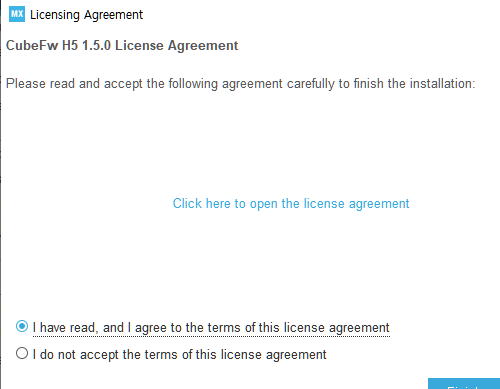 MX Licensing Agreement
CubeFw H5 1.5.0 License Agreement
Please read and accept the following agreement carefully to finish the installation:
Click here to open the license agreement
I have read, and I agree to the terms of this license agreement
I do not accept the terms of this license agreement